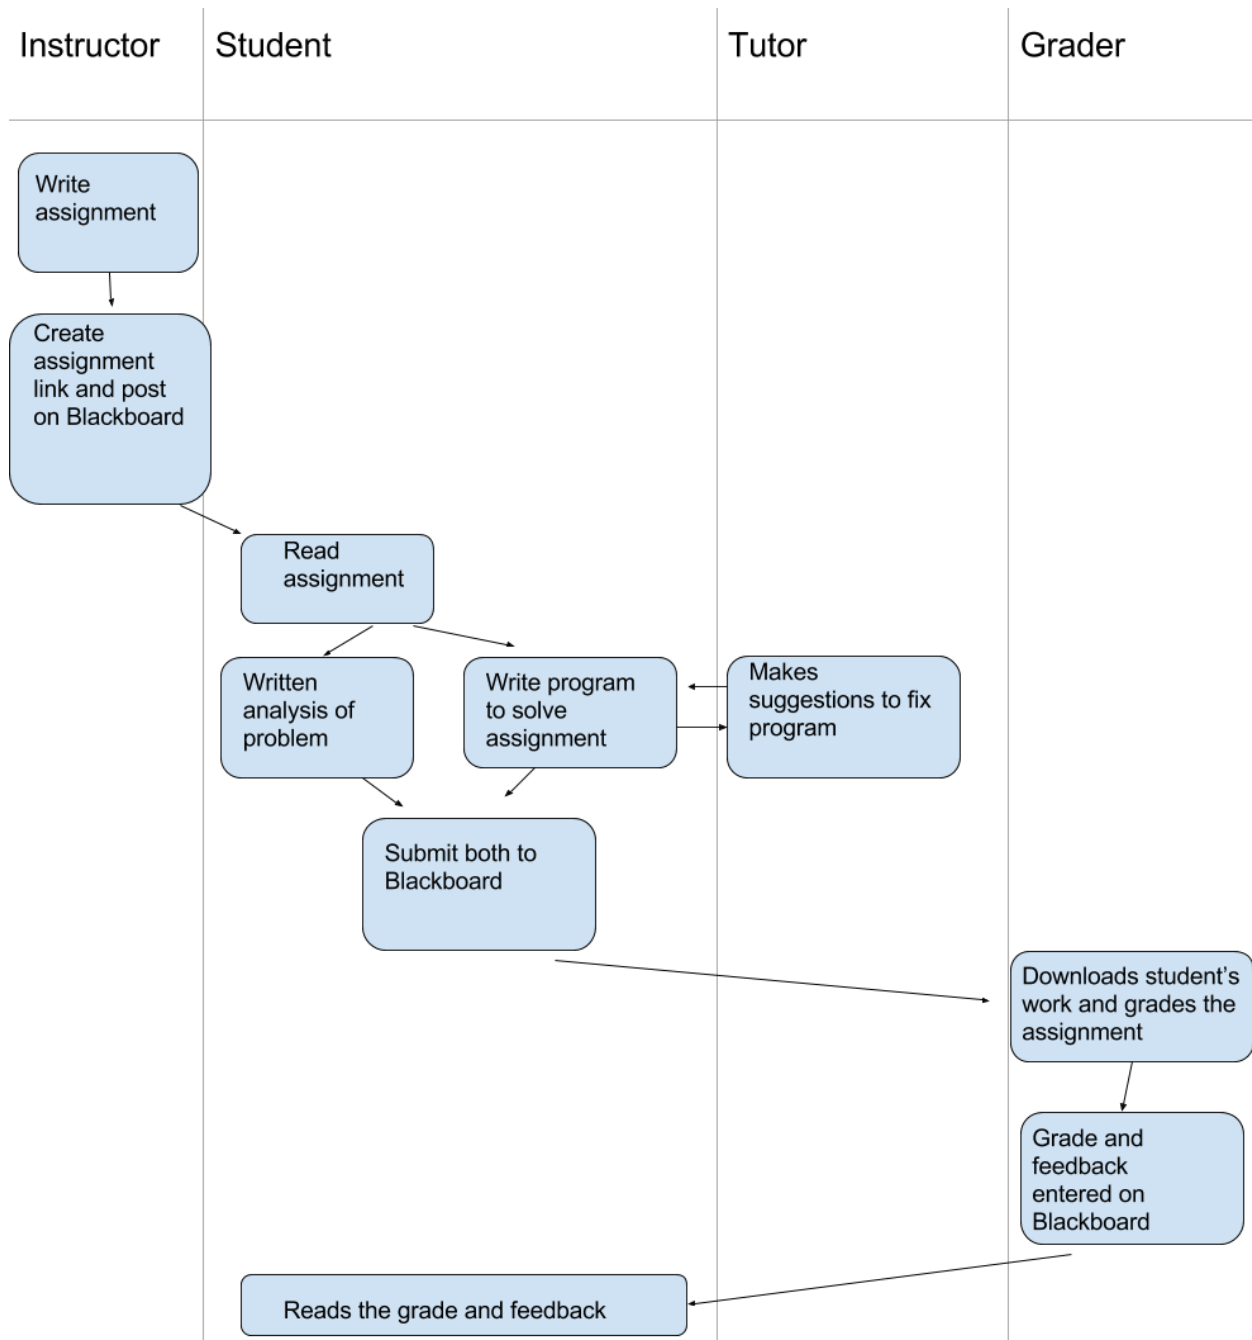 Instructor
Student
Tutor
Grader
Write
assignment
Create
assignment
link and post
on Blackboard
Read
assignment
Written
analysis of
problem
Write program
to solve
assignment
Makes
suggestions to fix
program
Submit both to
Blackboard
Downloads student’s
work and grades the
assignment
Grade and
feedback
entered on
Blackboard
Reads the grade and feedback